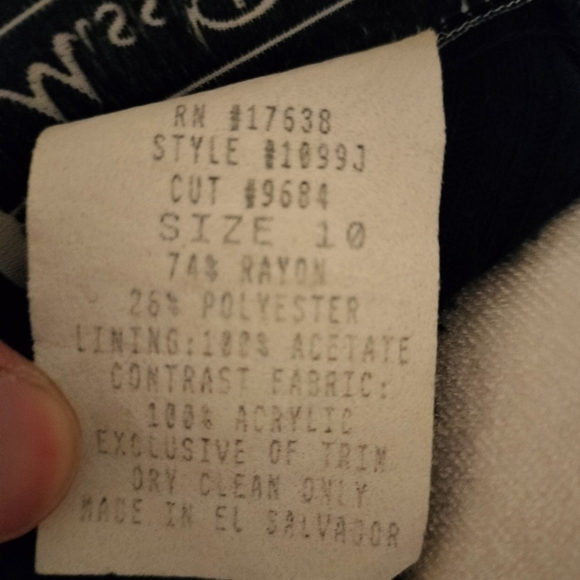 Miss
RN #17638
STYLE #1099J
CUT #9684
SIZE 10
74% RAYON
26% POLYESTER
LINING:100% ACETATE
CONTRAST FABRIC:
100% ACRYLIC
EXCLUSIVE OF TRIM
DRY CLEAN ONLY
MADE IN EL SALVADOR